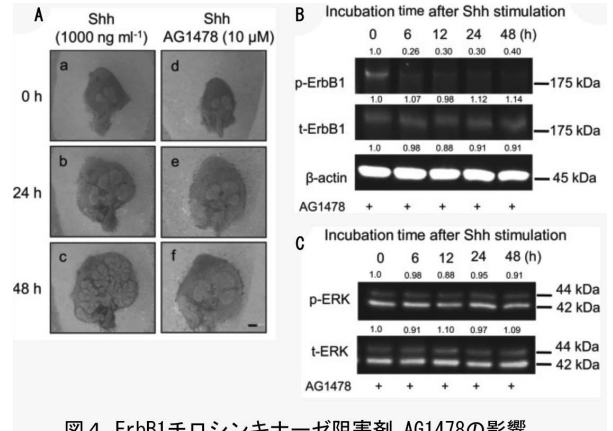 A
Shh
(1000 ng ml-1)
Shh
AG1478 (10 μM)
0 h
24 h
48 h
a
d
b
e
c
f
B
Incubation time after Shh stimulation
0 6 12 24 48 (h)
1.0 0.26 0.30 0.30 0.40
p-ErbB1
175 kDa
1.0 1.07 0.98 1.12 1.14
t-ErbB1
175 kDa
1.0 0.98 0.88 0.91 0.91
β-actin
45 kDa
AG1478 + + + + +
C
Incubation time after Shh stimulation
0 6 12 24 48 (h)
1.0 0.98 0.88 0.95 0.91
p-ERK
44 kDa
42 kDa
1.0 0.91 1.10 0.97 1.09
t-ERK
44 kDa
42 kDa
AG1478 + + + + +
図4 ErbB1チロシンキナーゼ阻害剤 AG1478の影響